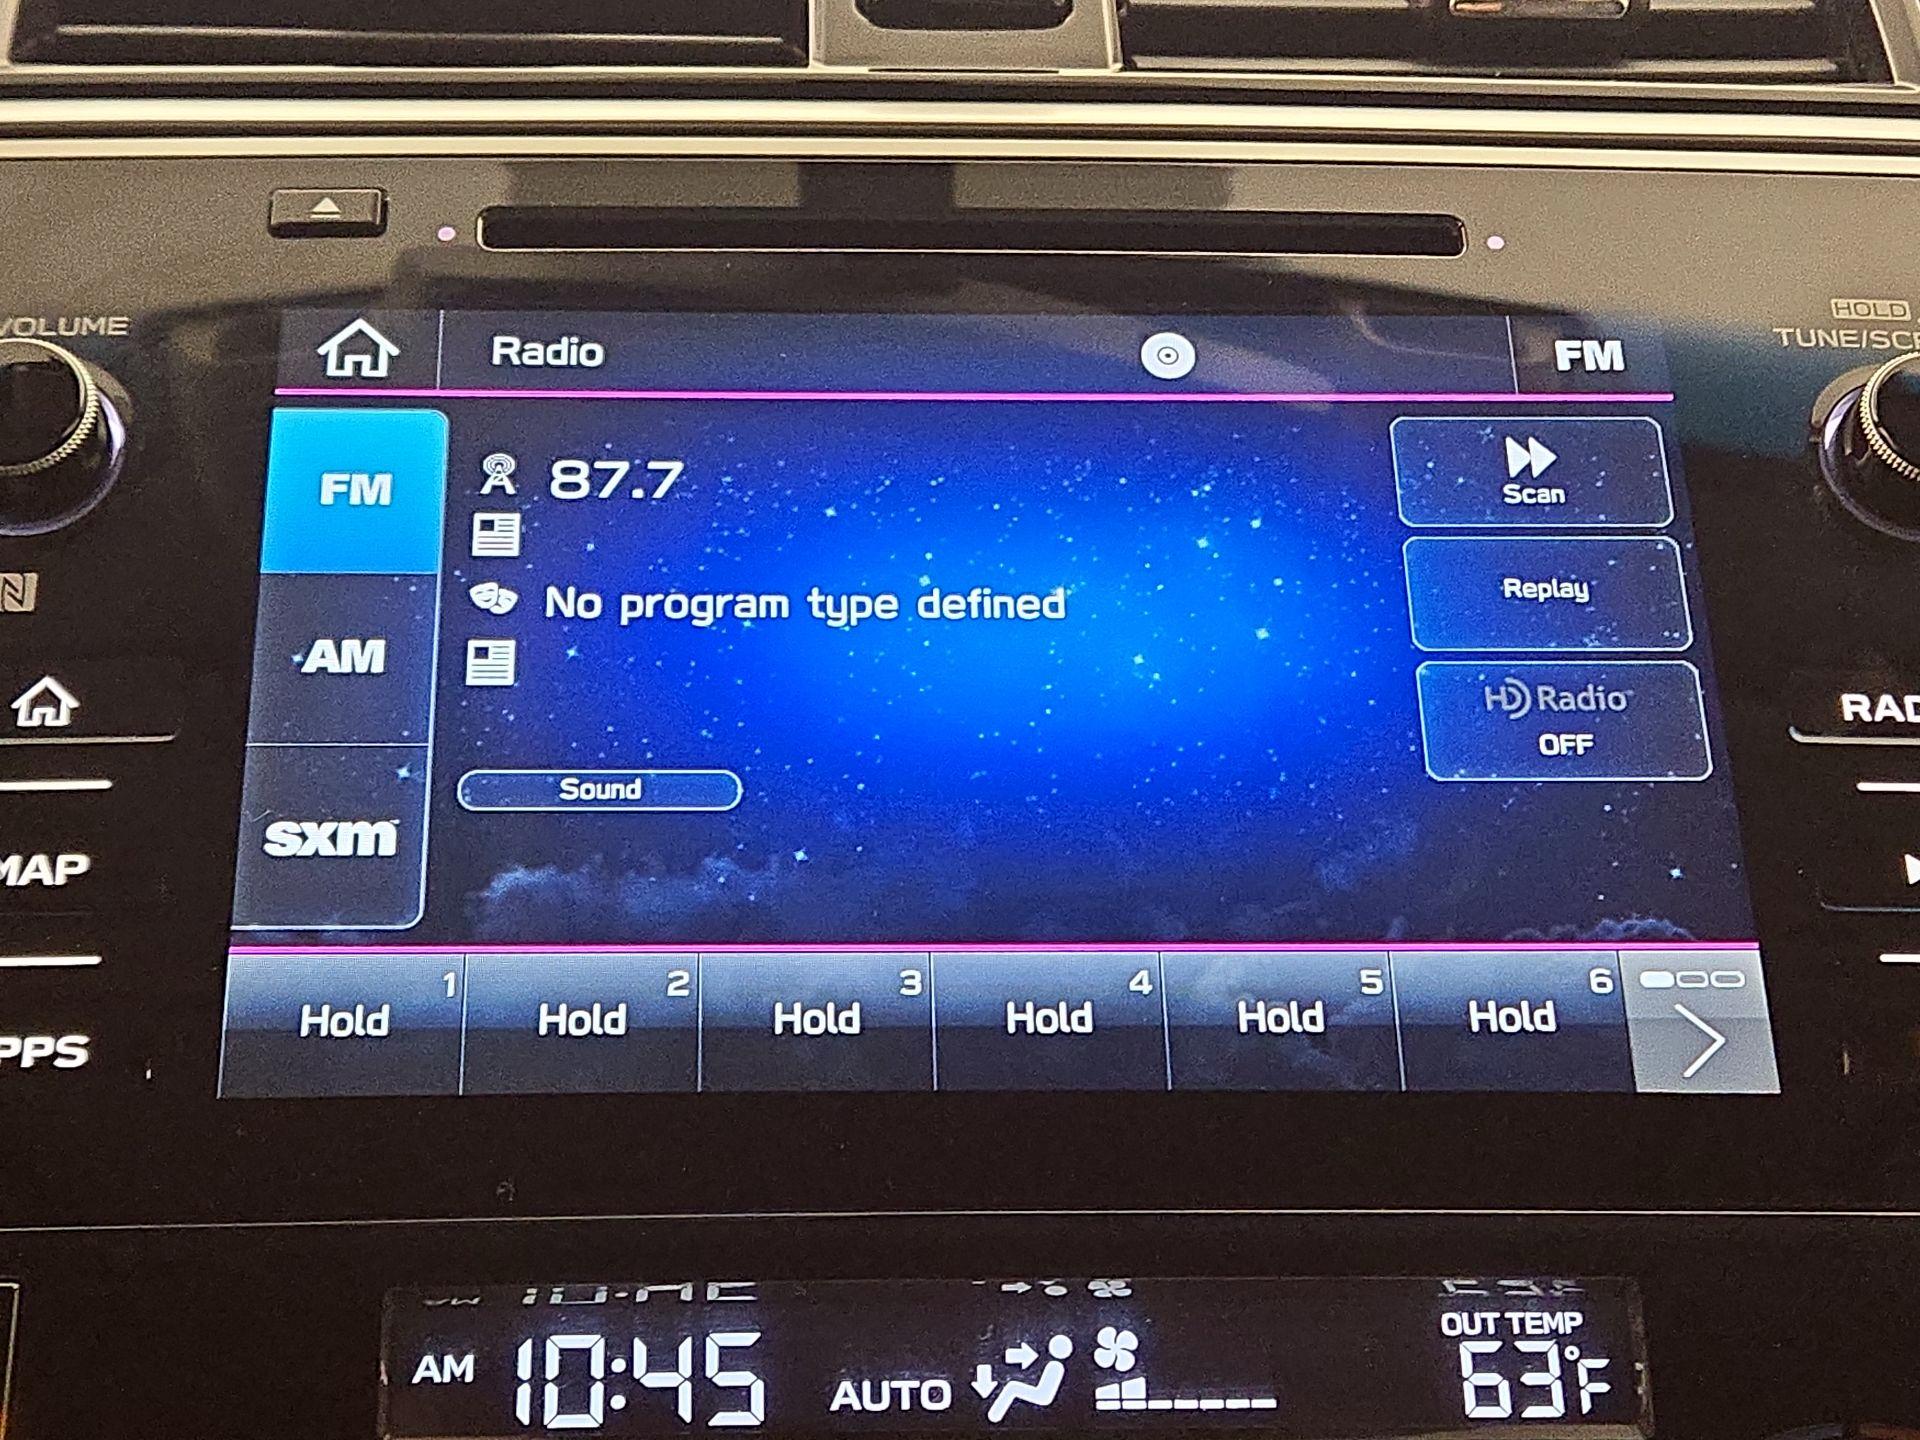 VOLUME
HOLD
TUNE/SCR
Radio
FM
FM
87.7
Scan
No program type defined
Replay
AM
HD Radio
OFF
RAD
Sound
sxm
MAP
PPS
1
Hold
2
Hold
3
Hold
4
Hold
5
Hold
6
Hold
AM 10:45
AUTO
OUT TEMP
63°F